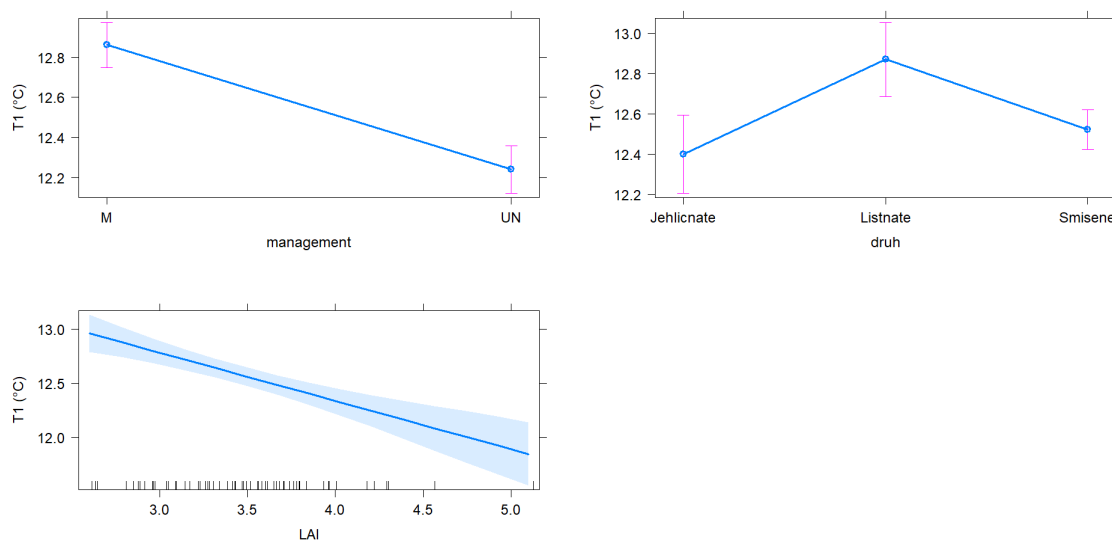 T1 (°C)
12.8
12.6
12.4
12.2
M
UN
management
T1 (°C)
13.0
12.8
12.6
12.4
12.2
Jehlicnate
Listnate
Smisene
druh
T1 (°C)
13.0
12.5
12.0
3.0
3.5
4.0
4.5
5.0
LAI